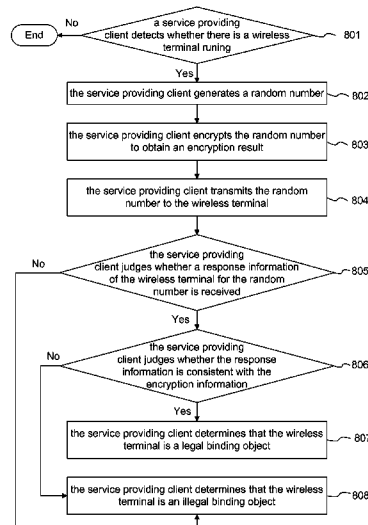 a service providing
client detects whether there is a wireless
terminal runing
801
No
End
Yes
the service providing client generates a random number
802
the service providing client encrypts the random number
to obtain an encryption result
803
the service providing client transmits the random
number to the wireless terminal
804
the service providing
client judges whether a response information
of the wireless terminal for the random
number is received
805
No
Yes
the service providing
client judges whether the response
information is consistent with the
encryption information
806
No
Yes
the service providing client determines that the wireless
terminal is a legal binding object
807
the service providing client determines that the wireless
terminal is an illegal binding object
808